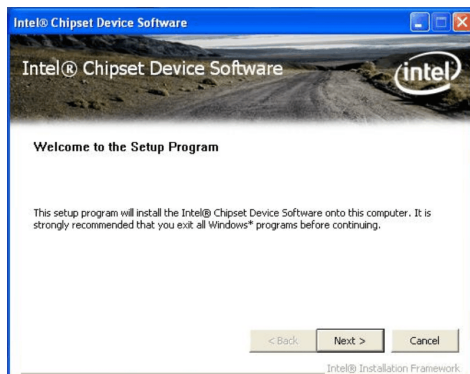 Intel® Chipset Device Software
Intel® Chipset Device Software
intel
Welcome to the Setup Program
This setup program will install the Intel® Chipset Device Software onto this computer. It is
strongly recommended that you exit all Windows* programs before continuing.
< Back
Next >
Cancel
Intel® Installation Framework